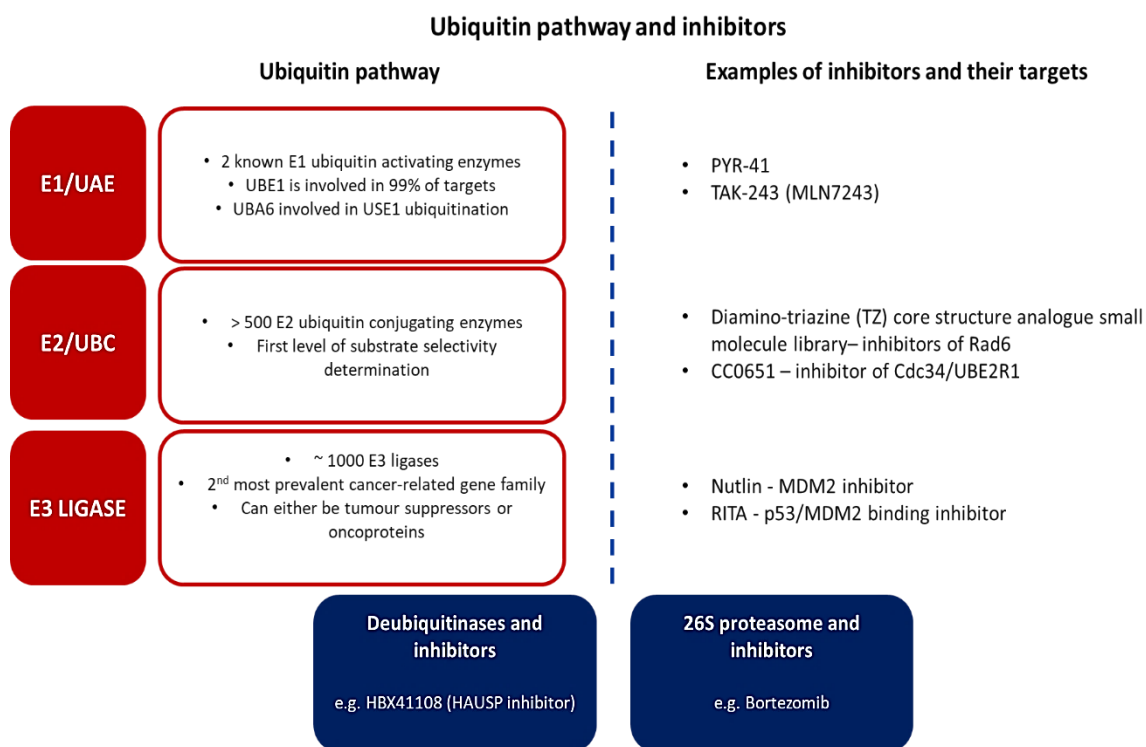 Ubiquitin pathway and inhibitors
Ubiquitin pathway
Examples of inhibitors and their targets
E1/UAE
• 2 known E1 ubiquitin activating enzymes
• UBE1 is involved in 99% of targets
• UBA6 involved in USE1 ubiquitination
• PYR-41
• TAK-243 (MLN7243)
E2/UBC
• > 500 E2 ubiquitin conjugating enzymes
• First level of substrate selectivity
determination
• Diamino-triazine (TZ) core structure analogue small
molecule library– inhibitors of Rad6
• CC0651 – inhibitor of Cdc34/UBE2R1
E3 LIGASE
• ~ 1000 E3 ligases
• 2nd most prevalent cancer-related gene family
• Can either be tumour suppressors or
oncoproteins
• Nutlin - MDM2 inhibitor
• RITA - p53/MDM2 binding inhibitor
Deubiquitinases and
inhibitors
e.g. HBX41108 (HAUSP inhibitor)
26S proteasome and
inhibitors
e.g. Bortezomib